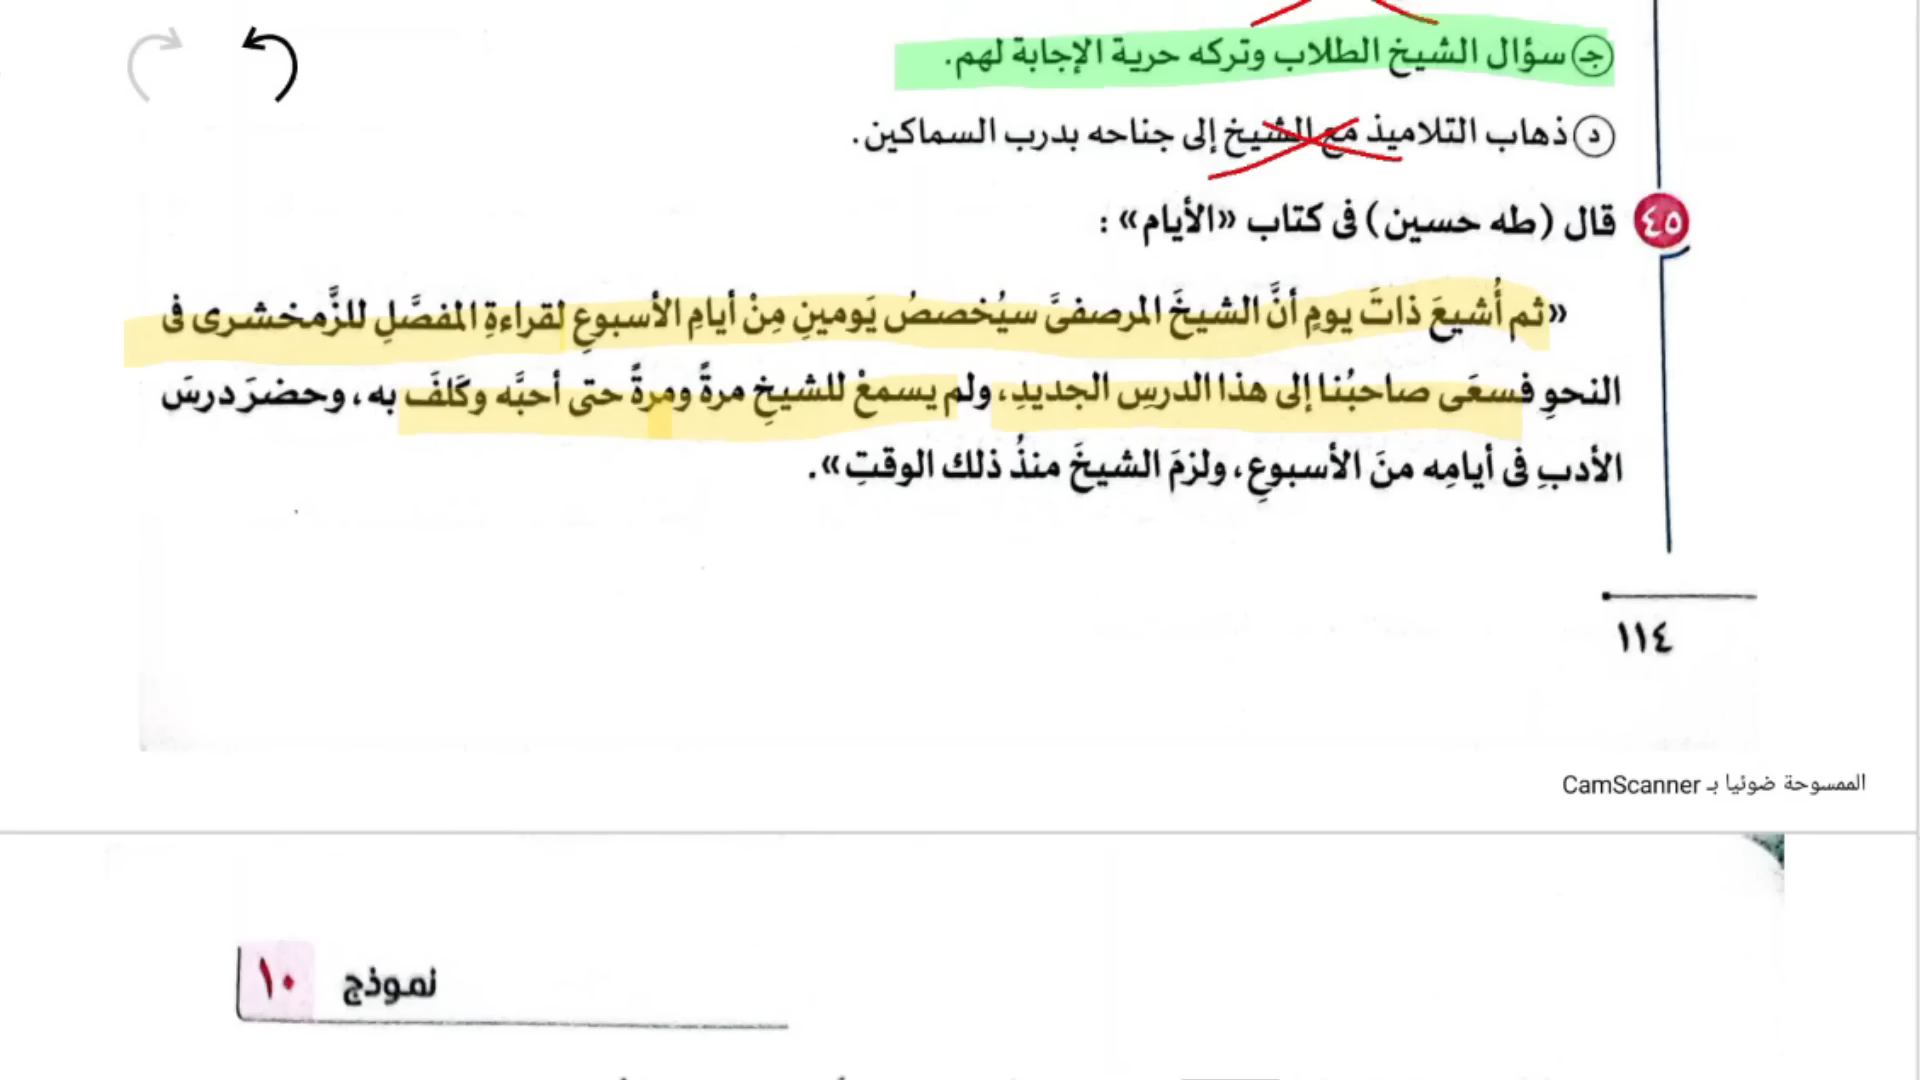 ج سؤال الشيخ الطلاب وتركه حرية الإجابة لهم.
د ذهاب التلاميذ مع الشيخ إلى جناحه بدرب السماكين.
٤٥ قال (طه حسين) فى كتاب «الأيام» :
«ثم أُشيعَ ذاتَ يومٍ أنَّ الشيخَ المرصفىَّ سيُخصصُ يَومينِ مِنْ أيامِ الأسبوعِ لقراءةِ المفصَّلِ للزَّمخشرى فى
النحوِ فسعَى صاحبُنا إلى هذا الدرسِ الجديدِ، ولم يسمعْ للشيخِ مرةً ومرةً حتى أحبَّه وكَلفَ به، وحضرَ درسَ
الأدبِ فى أيامِه منَ الأسبوعِ، ولزمَ الشيخَ منذُ ذلك الوقتِ».
١١٤
الممسوحة ضوئيا بـ CamScanner
نموذج ١٠